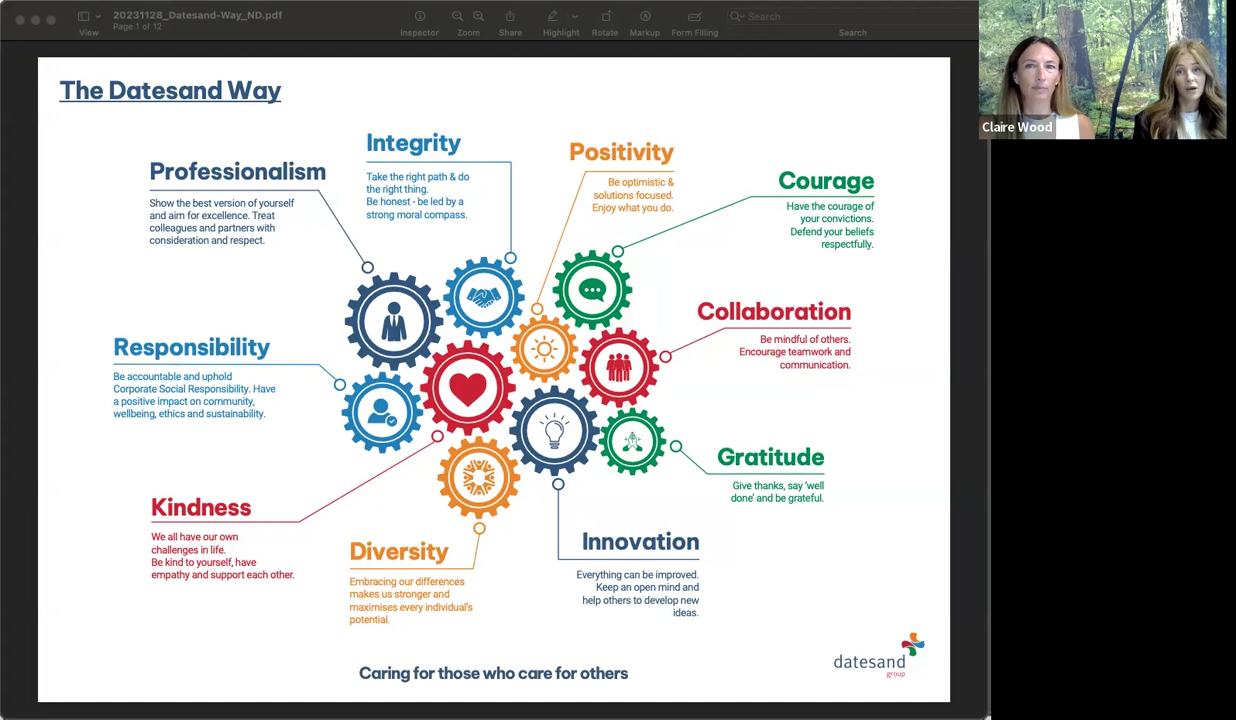 20231128_Datesand-Way_ND.pdf
Page 1 of 12
View
Inspector
Zoom
Share
Highlight
Rotate
Markup
Form Filling
Search
Search
Claire Wood
The Datesand Way
Professionalism
Show the best version of yourself
and aim for excellence. Treat
colleagues and partners with
consideration and respect.
Integrity
Take the right path & do
the right thing.
Be honest - be led by a
strong moral compass.
Positivity
Be optimistic &
solutions focused.
Enjoy what you do.
Courage
Have the courage of
your convictions.
Defend your beliefs
respectfully.
Collaboration
Be mindful of others.
Encourage teamwork and
communication.
Responsibility
Be accountable and uphold
Corporate Social Responsibility. Have
a positive impact on community,
wellbeing, ethics and sustainability.
Gratitude
Give thanks, say ‘well
done’ and be grateful.
Kindness
We all have our own
challenges in life.
Be kind to yourself, have
empathy and support each other.
Diversity
Embracing our differences
makes us stronger and
maximises every individual’s
potential.
Innovation
Everything can be improved.
Keep an open mind and
help others to develop new
ideas.
Caring for those who care for others
datesand
group